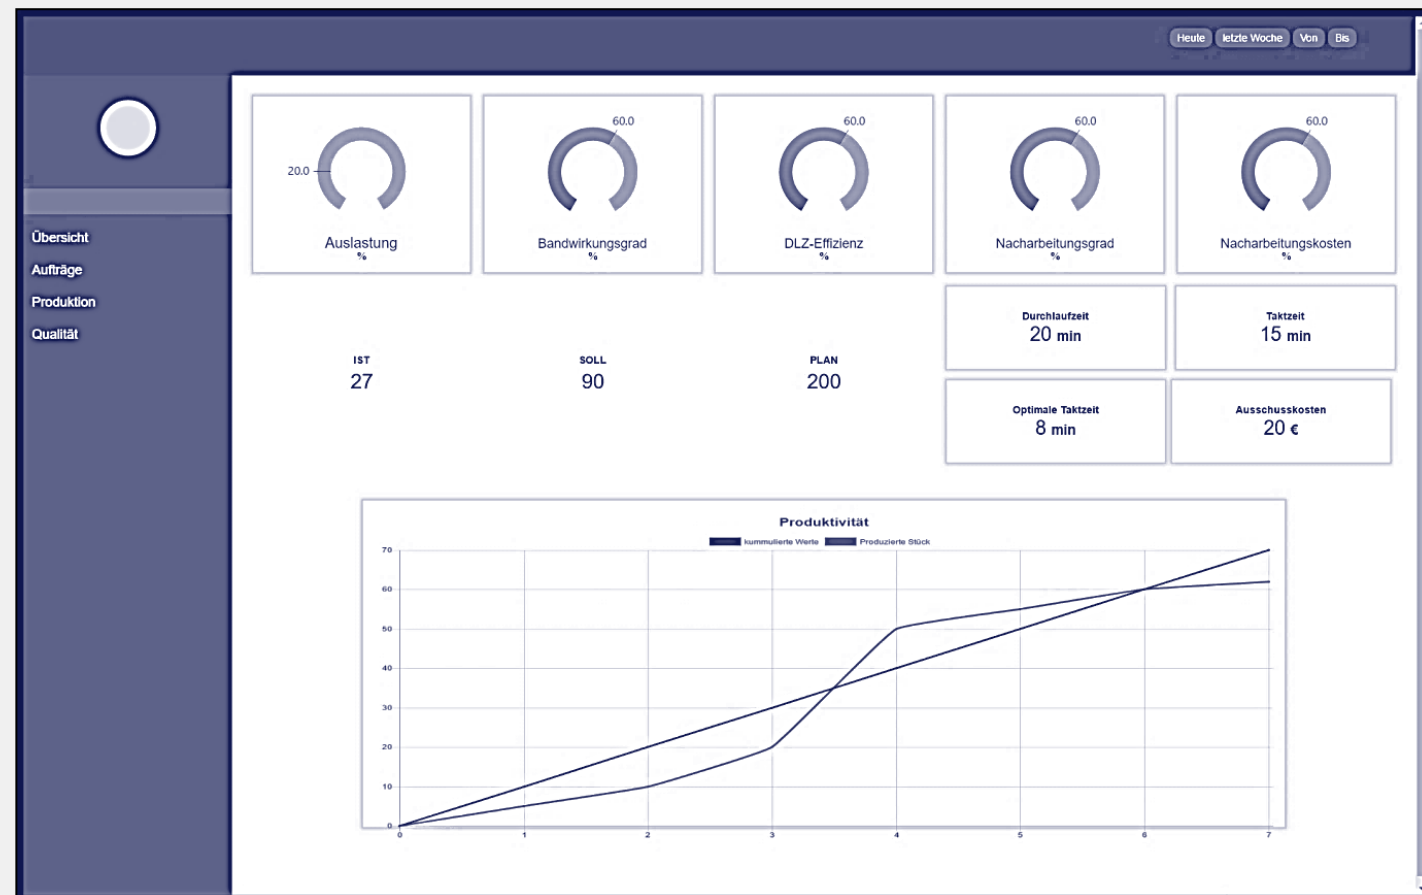 Heute letzte Woche Von Bis
Übersicht
Aufträge
Produktion
Qualität
20.0
Auslastung
%
60.0
Bandwirkungsgrad
%
60.0
DLZ-Effizienz
%
60.0
Nacharbeitungsgrad
%
60.0
Nacharbeitungskosten
%
IST
27
SOLL
90
PLAN
200
Durchlaufzeit
20 min
Taktzeit
15 min
Optimale Taktzeit
8 min
Ausschusskosten
20 €
Produktivität
kummulierte Werte Produzierte Stück
70
60
50
40
30
20
10
0
0 1 2 3 4 5 6 7